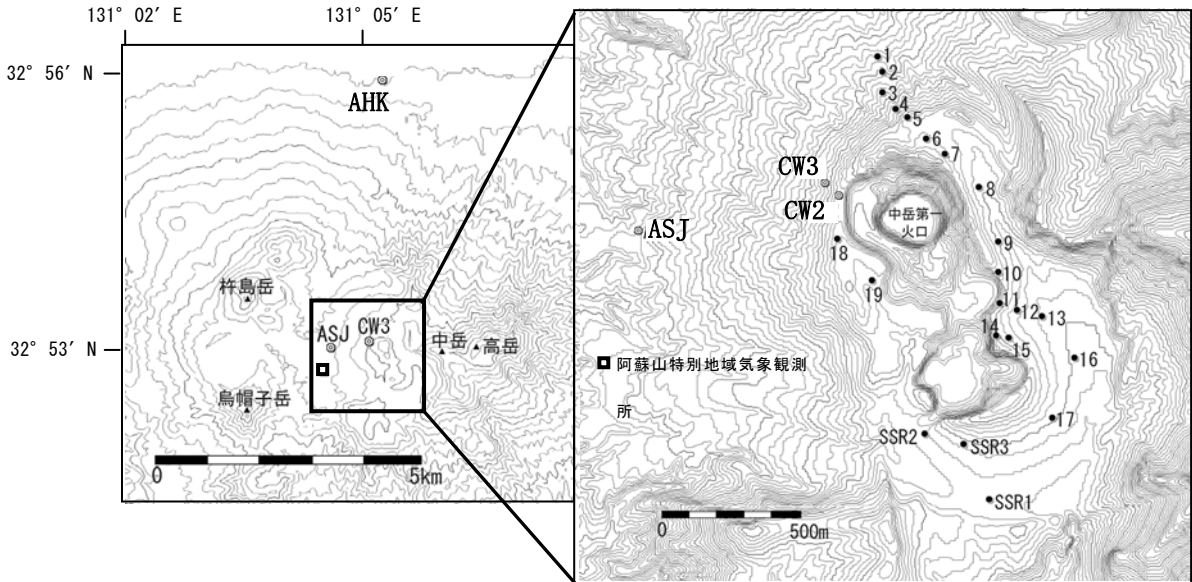 131° 02′ E
131° 05′ E
32° 56′ N
AHK
杵島岳
ASJ
CW3
中岳
高岳
32° 53′ N
烏帽子岳
0
5km
1
2
3
4
5
6
7
CW3
8
CW2
中岳第一
火口
ASJ
18
9
10
19
11
12
13
14
15
16
阿蘇山特別地域気象観測
所
17
SSR2
SSR3
SSR1
0
500m